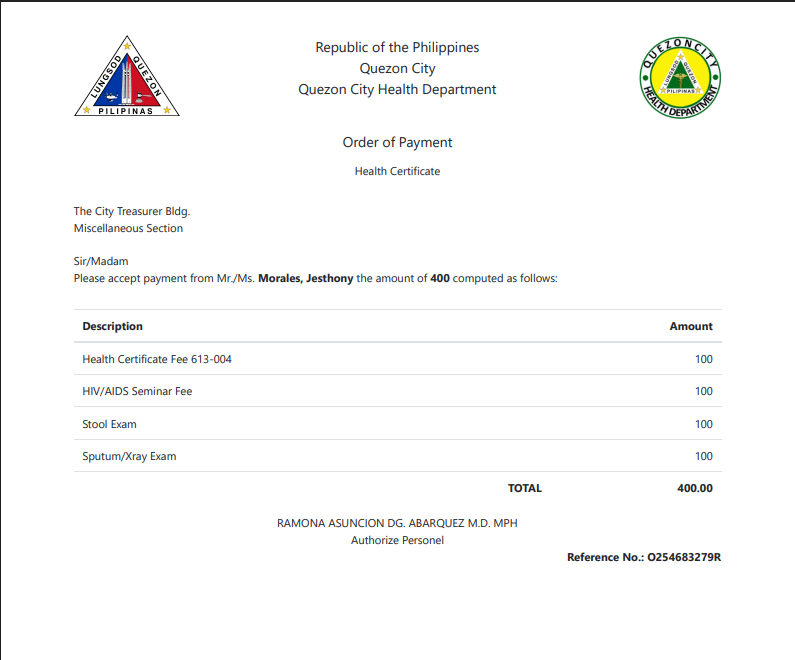 LUNGSOD QUEZON
PILIPINAS
Republic of the Philippines
Quezon City
Quezon City Health Department
QUEZON CITY
LUNGSOD QUEZON
PILIPINAS
HEALTH DEPARTMENT
Order of Payment
Health Certificate
The City Treasurer Bldg.
Miscellaneous Section
Sir/Madam
Please accept payment from Mr./Ms. Morales, Jesthony the amount of 400 computed as follows:
Description Amount
Health Certificate Fee 613-004 100
HIV/AIDS Seminar Fee 100
Stool Exam 100
Sputum/Xray Exam 100
TOTAL 400.00
RAMONA ASUNCION DG. ABARQUEZ M.D. MPH
Authorize Personel
Reference No.: O254683279R